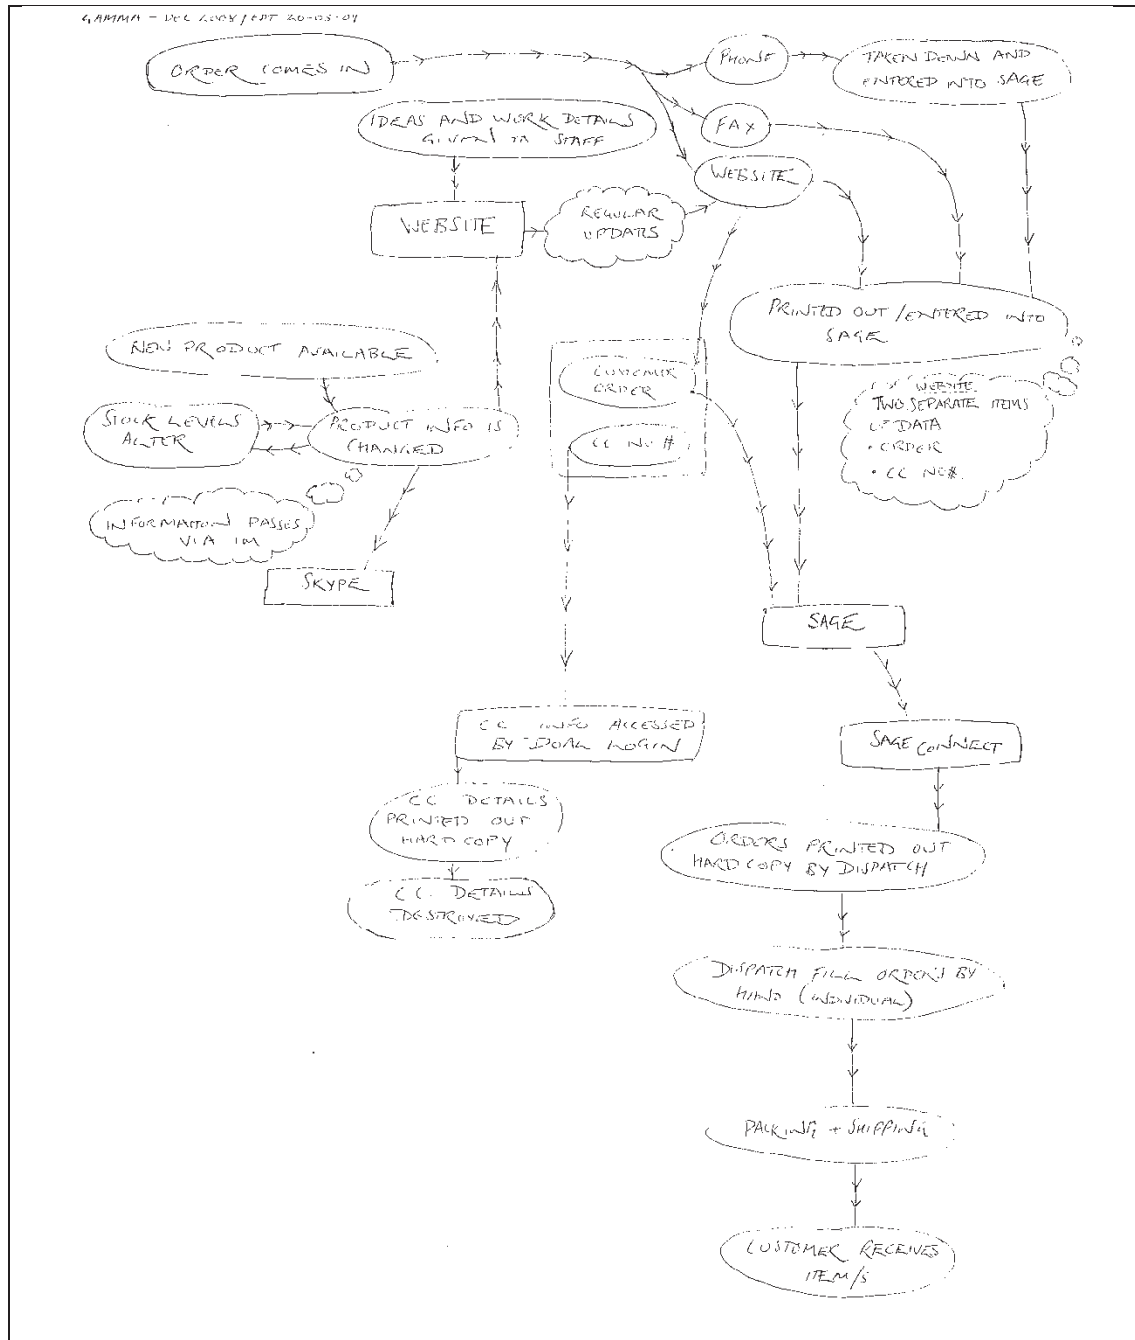 GAMMA - DEC 2008/EDT 20-03-09
ORDER COMES IN
PHONE
TAKEN DOWN AND
ENTERED INTO SAGE
IDEAS AND WORK DETAILS
GIVEN TO STAFF
FAX
WEBSITE
WEBSITE
REGULAR
UPDATS
PRINTED OUT / ENTERED INTO
SAGE
NEW PRODUCT AVAILABLE
CUSTOMER
ORDER
WEBSITE
TWO SEPARATE ITEMS
OF DATA
• ORDER
• CC NO#
STOCK LEVELS
ALTER
PRODUCT INFO IS
CHANGED
CC NO #
INFORMATION PASSES
VIA IM
SKYPE
SAGE
CC INFO ACCESSED
BY DUAL LOGIN
SAGE CONNECT
CC DETAILS
PRINTED OUT
HARD COPY
ORDERS PRINTED OUT
HARD COPY BY DISPATCH
CC. DETAILS
DESTROYED
DISPATCH FILL ORDERS BY
HAND (INDIVIDUAL)
PACKING + SHIPPING
CUSTOMER RECEIVES
ITEM/S